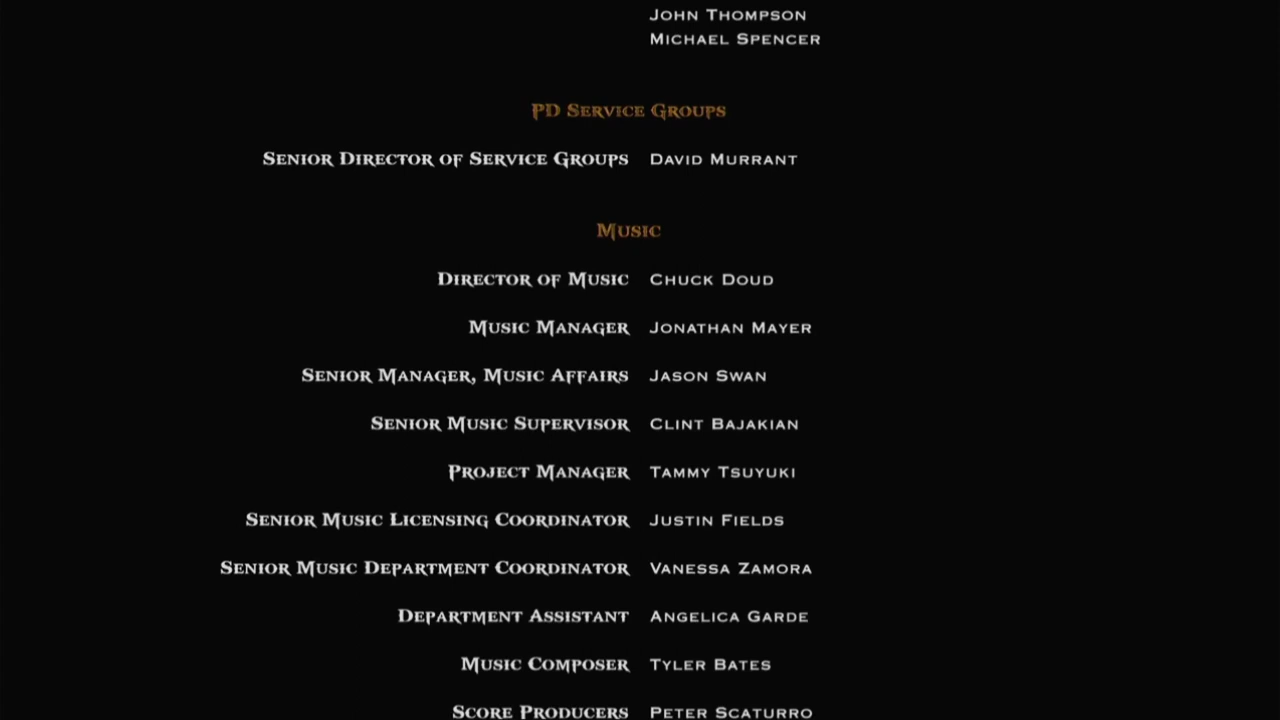 John Thompson
Michael Spencer
PD Service Groups
Senior Director of Service Groups David Murrant
Music
Director of Music Chuck Doud
Music Manager Jonathan Mayer
Senior Manager, Music Affairs Jason Swan
Senior Music Supervisor Clint Bajakian
Project Manager Tammy Tsuyuki
Senior Music Licensing Coordinator Justin Fields
Senior Music Department Coordinator Vanessa Zamora
Department Assistant Angelica Garde
Music Composer Tyler Bates
Score Producers Peter Scaturro